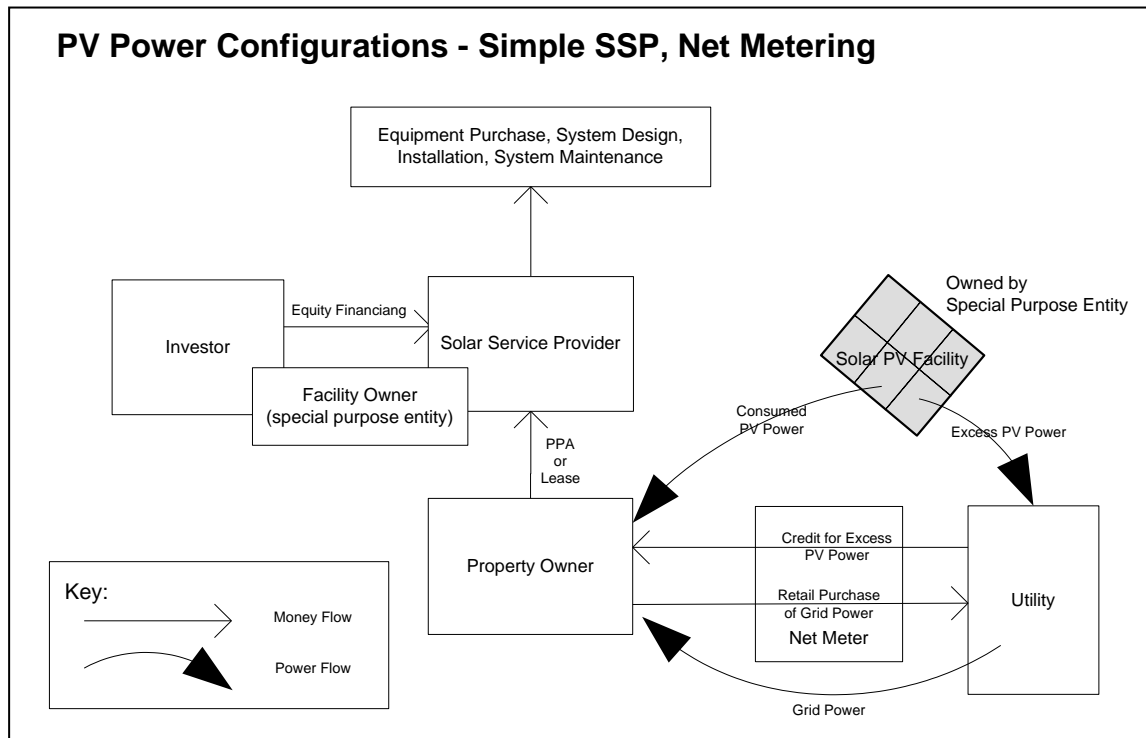 PV Power Configurations - Simple SSP, Net Metering
Equipment Purchase, System Design,
Installation, System Maintenance
Investor
Equity Financiang
Solar Service Provider
Facility Owner
(special purpose entity)
Owned by
Special Purpose Entity
Solar PV Facility
Consumed
PV Power
Excess PV Power
PPA
or
Lease
Property Owner
Credit for Excess
PV Power
Retail Purchase
of Grid Power
Net Meter
Utility
Grid Power
Key:
Money Flow
Power Flow